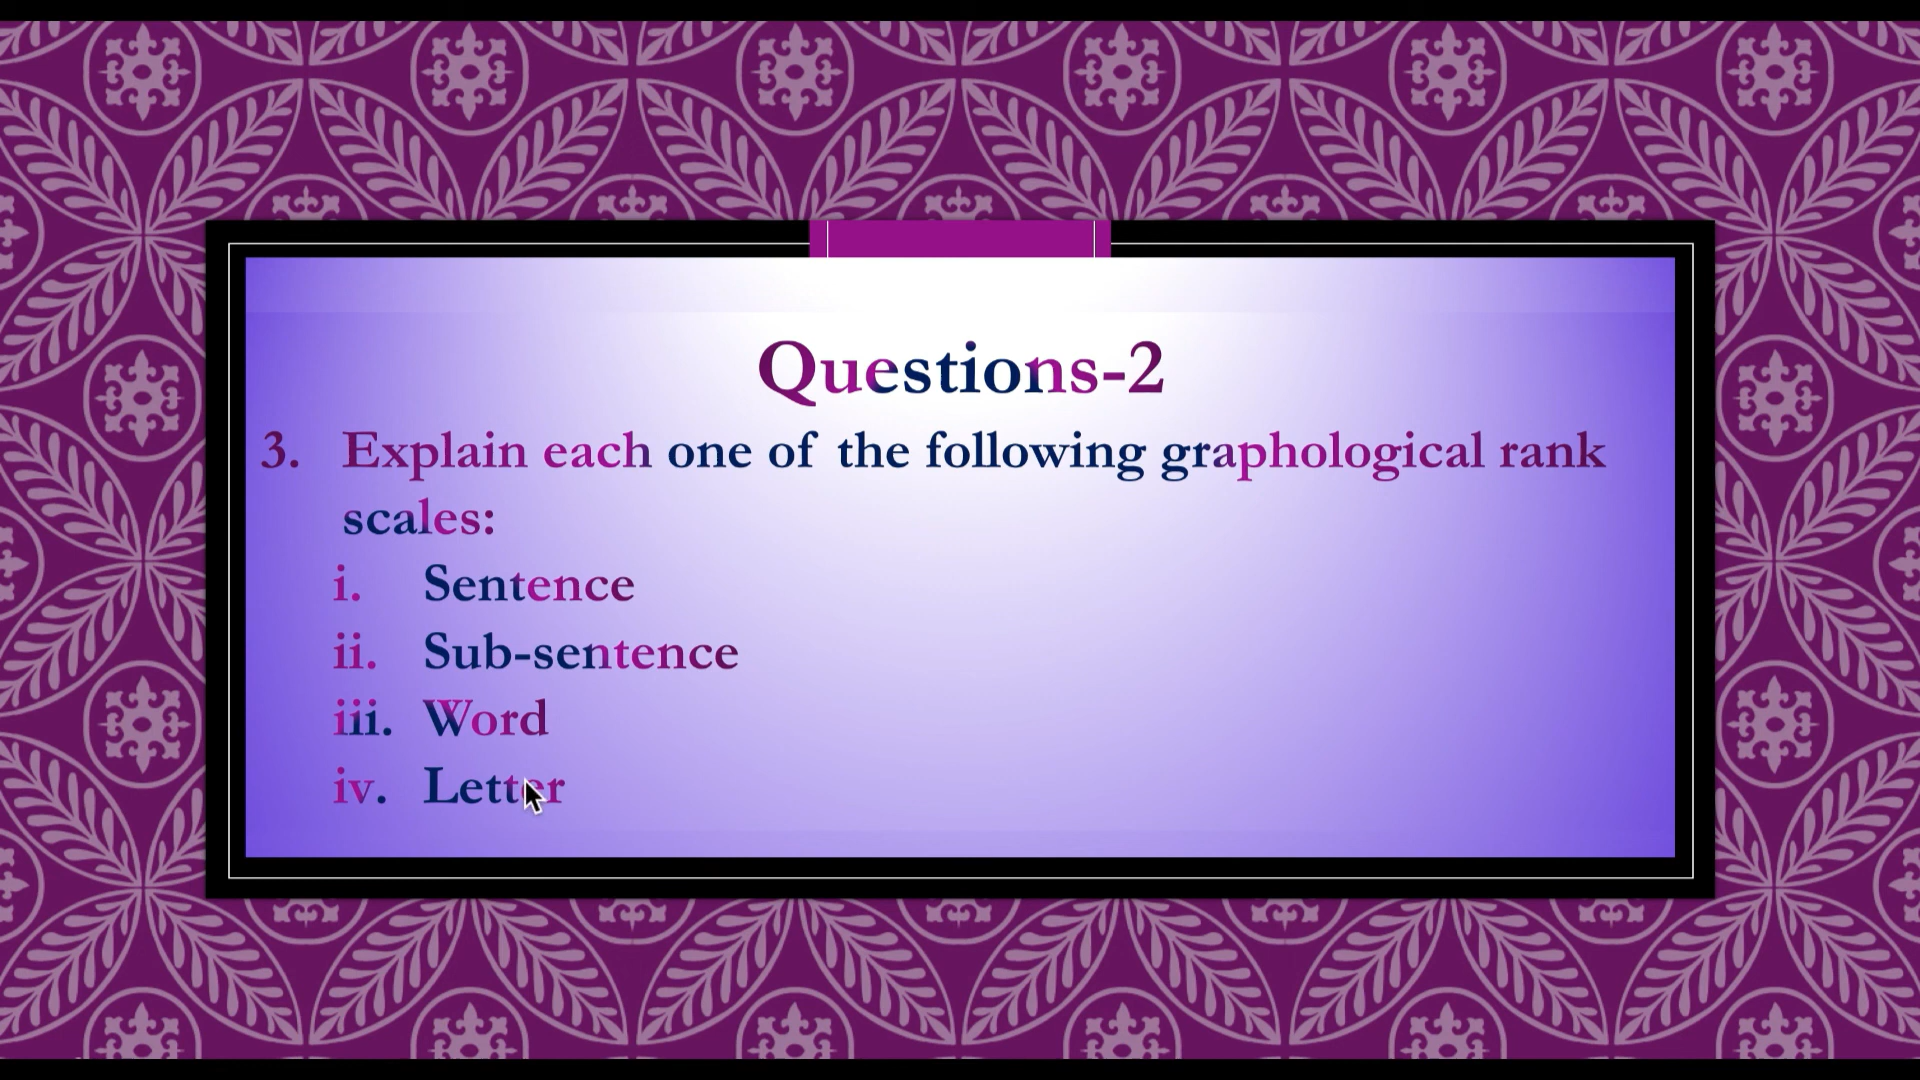 Questions-2
3. Explain each one of the following graphological rank
scales:
i. Sentence
ii. Sub-sentence
iii. Word
iv. Letter